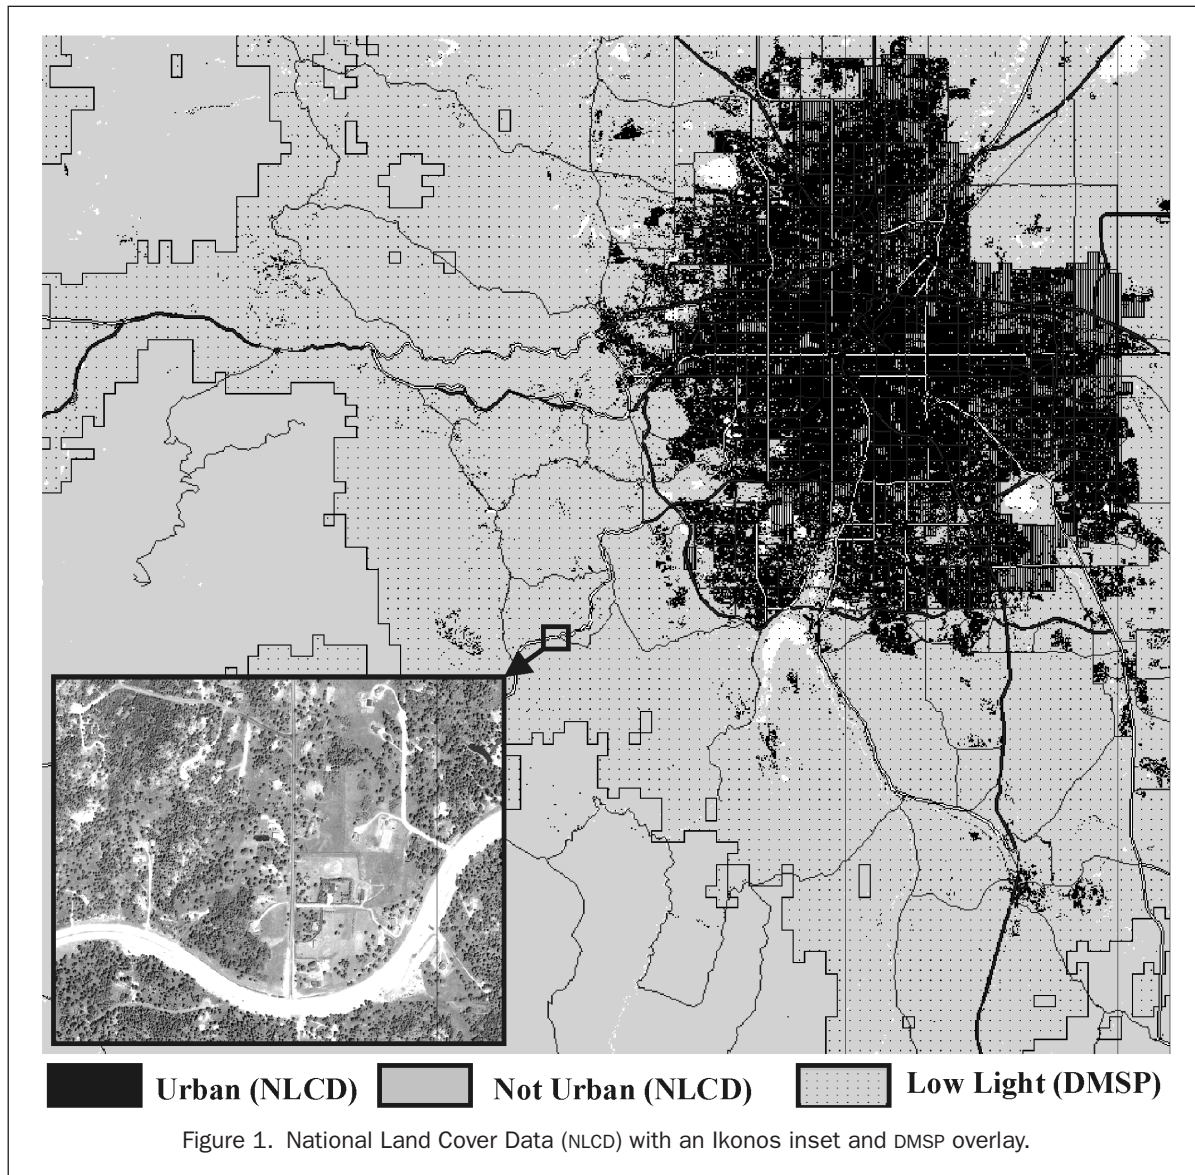 Urban (NLCD) Not Urban (NLCD) Low Light (DMSP)
Figure 1. National Land Cover Data (NLCD) with an Ikonos inset and DMSP overlay.